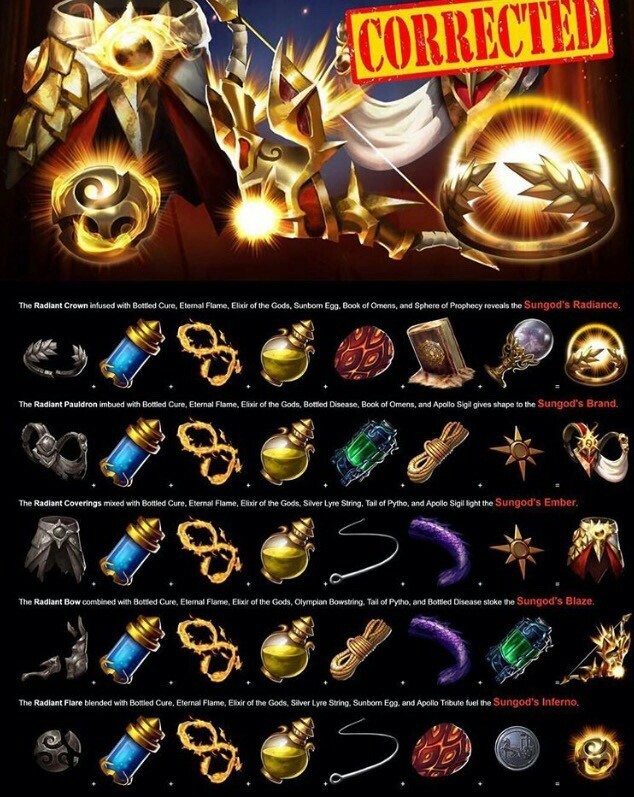 CORRECTED
The Radiant Crown infused with Bottled Cure, Eternal Flame, Elixir of the Gods, Sunborn Egg, Book of Omens, and Sphere of Prophecy reveals the Sungod's Radiance.
+ + + + + + =
The Radiant Pauldron imbued with Bottled Cure, Eternal Flame, Elixir of the Gods, Bottled Disease, Book of Omens, and Apollo Sigil gives shape to the Sungod's Brand.
+ + + + + + =
The Radiant Coverings mixed with Bottled Cure, Eternal Flame, Elixir of the Gods, Silver Lyre String, Tail of Pytho, and Apollo Sigil light the Sungod's Ember.
+ + + + + + =
The Radiant Bow combined with Bottled Cure, Eternal Flame, Elixir of the Gods, Olympian Bowstring, Tail of Pytho, and Bottled Disease stoke the Sungod's Blaze.
+ + + + + + =
The Radiant Flare blended with Bottled Cure, Eternal Flame, Elixir of the Gods, Silver Lyre String, Sunborn Egg, and Apollo Tribute fuel the Sungod's Inferno.
+ + + + + + =